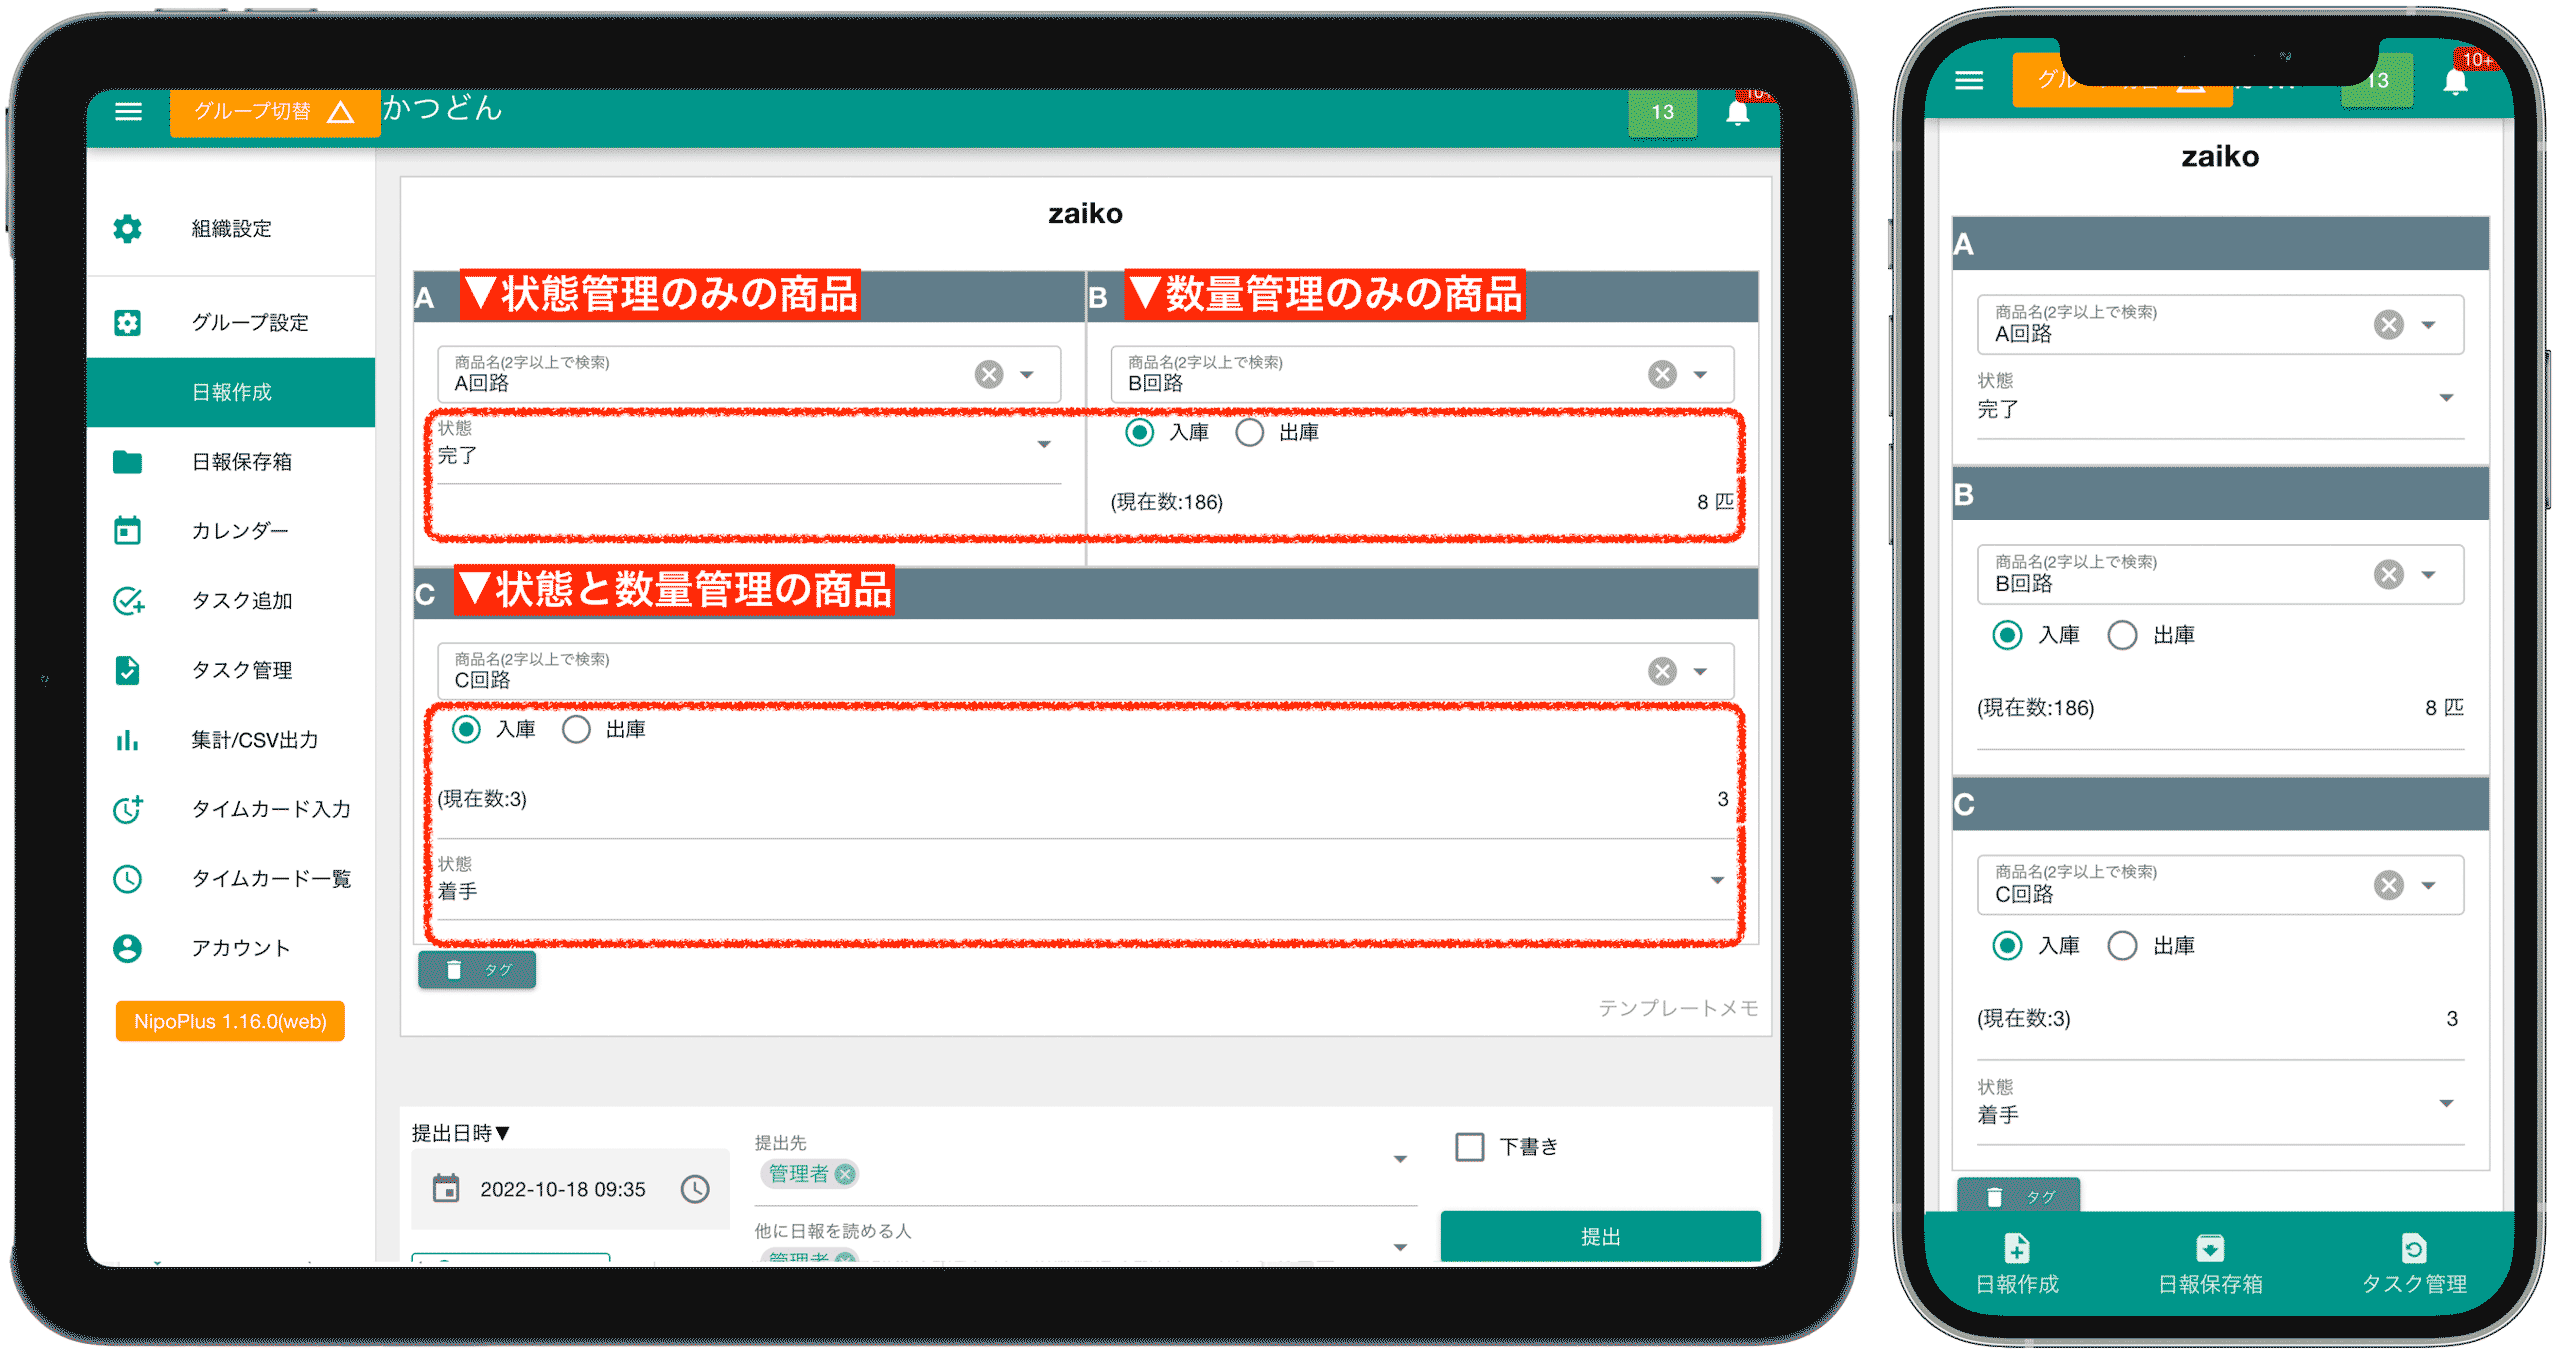 グループ切替
かつどん
13
10+
組織設定
グループ設定
日報作成
日報保存箱
カレンダー
タスク追加
タスク管理
集計/CSV出力
タイムカード入力
タイムカード一覧
アカウント
NipoPlus 1.16.0(web)
zaiko
A ▼状態管理のみの商品
商品名(2字以上で検索)
A回路
状態
完了
B ▼数量管理のみの商品
商品名(2字以上で検索)
B回路
入庫 出庫
(現在数:186) 8 匹
C ▼状態と数量管理の商品
商品名(2字以上で検索)
C回路
入庫 出庫
(現在数:3) 3
状態
着手
タグ
テンプレートメモ
提出日時▼
2022-10-18 09:35
提出先
管理者
他に日報を読める人
管理者
下書き
提出
13
10+
zaiko
A
商品名(2字以上で検索)
A回路
状態
完了
B
商品名(2字以上で検索)
B回路
入庫 出庫
(現在数:186) 8 匹
C
商品名(2字以上で検索)
C回路
入庫 出庫
(現在数:3) 3
状態
着手
タグ
日報作成
日報保存箱
タスク管理